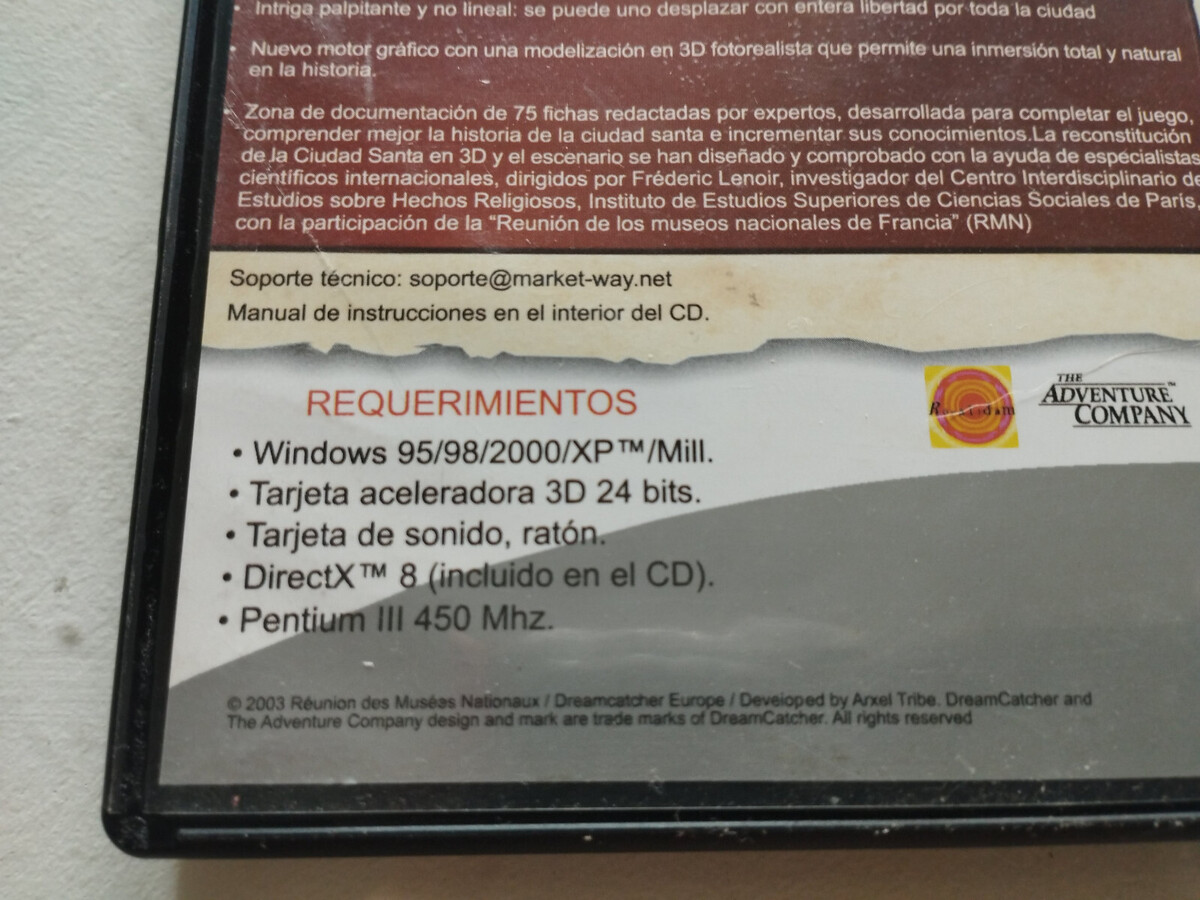 • Intriga palpitante y no lineal: se puede uno desplazar con entera libertad por toda la ciudad
• Nuevo motor gráfico con una modelización en 3D fotorealista que permite una inmersión total y natural
en la historia.
• Zona de documentación de 75 fichas redactadas por expertos, desarrollada para completar el juego,
comprender mejor la historia de la ciudad santa e incrementar sus conocimientos.La reconstitución
de la Ciudad Santa en 3D y el escenario se han diseñado y comprobado con la ayuda de especialistas
científicos internacionales, dirigidos por Fréderic Lenoir, investigador del Centro Interdisciplinario de
Estudios sobre Hechos Religiosos, Instituto de Estudios Superiores de Ciencias Sociales de París,
con la participación de la “Reunión de los museos nacionales de Francia” (RMN)
Soporte técnico: soporte@market-way.net
Manual de instrucciones en el interior del CD.
REQUERIMIENTOS
• Windows 95/98/2000/XP™/Mill.
• Tarjeta aceleradora 3D 24 bits.
• Tarjeta de sonido, ratón.
• DirectX™ 8 (incluido en el CD).
• Pentium III 450 Mhz.
THE
ADVENTURE™
COMPANY
© 2003 Réunion des Muséas Nationaux / Dreamcatcher Europe / Developed by Arxel Tribe. DreamCatcher and
The Adventure Company design and mark are trade marks of DreamCatcher. All rights reserved